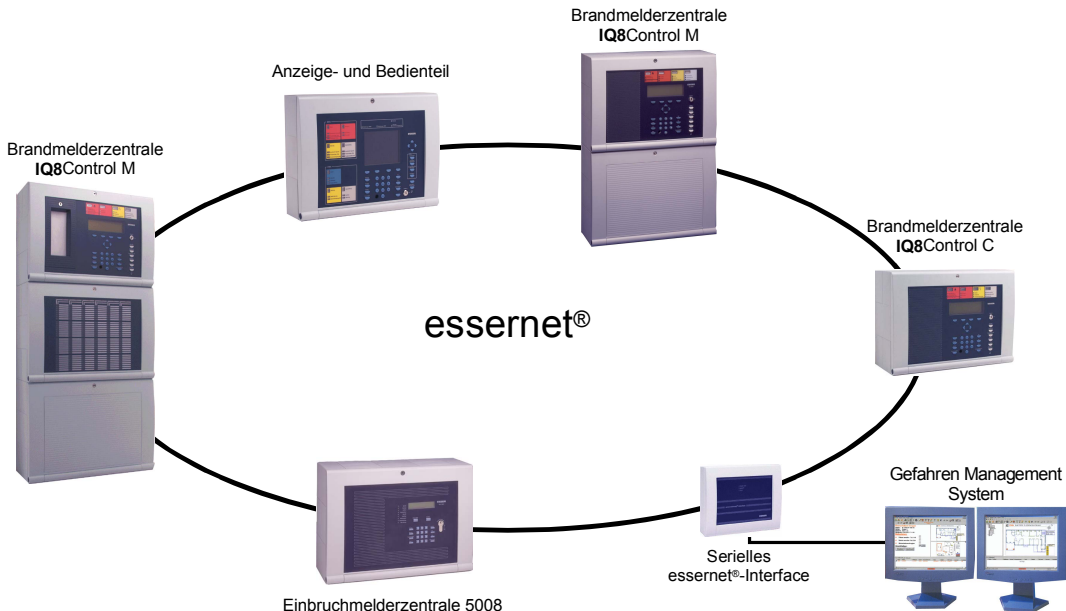 Brandmelderzentrale
IQ8Control M
Anzeige- und Bedienteil
Brandmelderzentrale
IQ8Control M
Brandmelderzentrale
IQ8Control C
essernet®
Gefahren Management
System
Serielles
essernet®-Interface
Einbruchmelderzentrale 5008